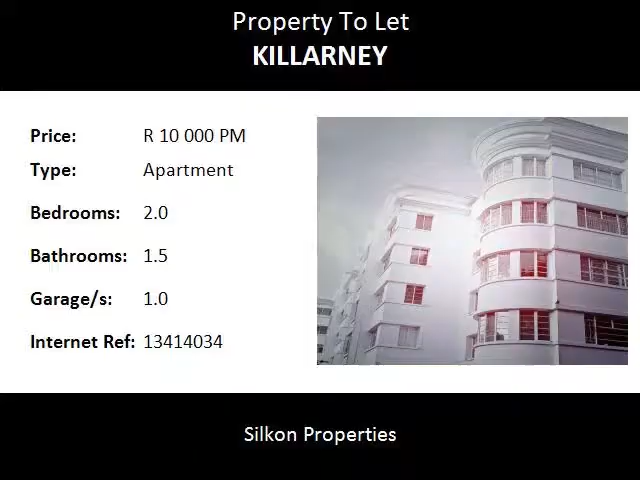 Property To Let
KILLARNEY
Price: R 10 000 PM
Type: Apartment
Bedrooms: 2.0
Bathrooms: 1.5
Garage/s: 1.0
Internet Ref: 13414034
Silkon Properties